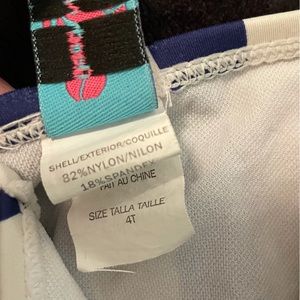 SHELL/EXTERIOR/COQUILLE
82%NYLON/NILON
18%SPANDEX
FAIT AU CHINE
SIZE TALLA TAILLE
4T